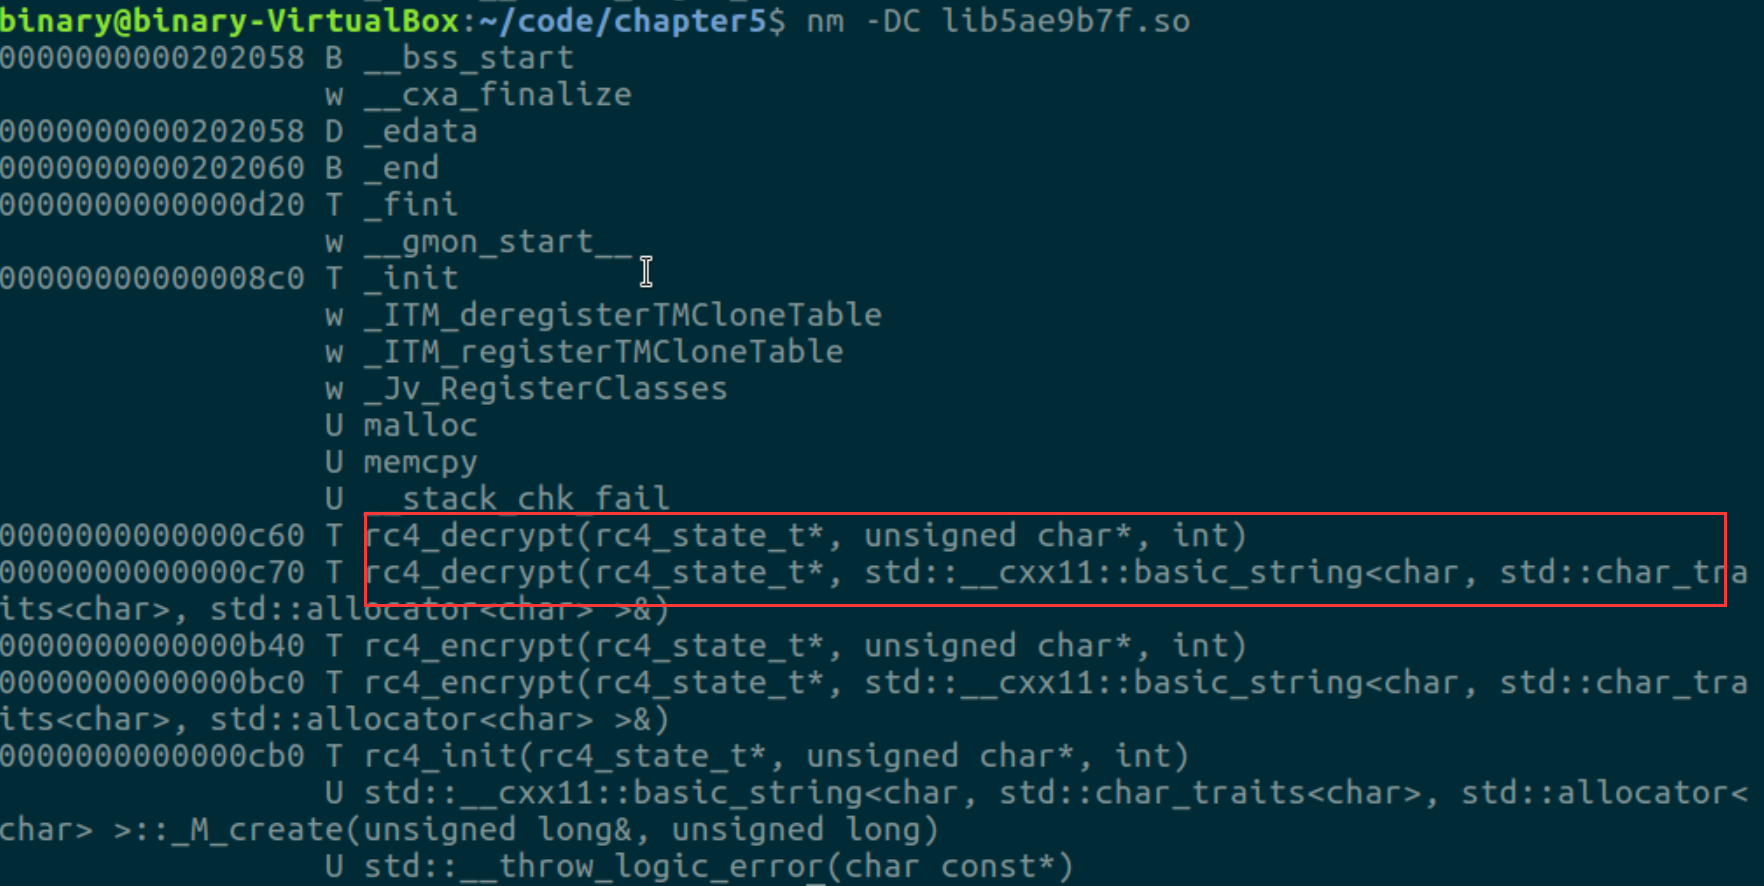 binary@binary-VirtualBox:~/code/chapter5$ nm -DC lib5ae9b7f.so
0000000000202058 B __bss_start
                 w __cxa_finalize
0000000000202058 D _edata
0000000000202060 B _end
0000000000000d20 T _fini
                 w __gmon_start__
00000000000008c0 T _init
                 w _ITM_deregisterTMCloneTable
                 w _ITM_registerTMCloneTable
                 w _Jv_RegisterClasses
                 U malloc
                 U memcpy
                 U __stack_chk_fail
0000000000000c60 T rc4_decrypt(rc4_state_t*, unsigned char*, int)
0000000000000c70 T rc4_decrypt(rc4_state_t*, std::__cxx11::basic_string<char, std::char_tra
its<char>, std::allocator<char> >&)
0000000000000b40 T rc4_encrypt(rc4_state_t*, unsigned char*, int)
0000000000000bc0 T rc4_encrypt(rc4_state_t*, std::__cxx11::basic_string<char, std::char_tra
its<char>, std::allocator<char> >&)
0000000000000cb0 T rc4_init(rc4_state_t*, unsigned char*, int)
                 U std::__cxx11::basic_string<char, std::char_traits<char>, std::allocator<
char> >::_M_create(unsigned long&, unsigned long)
                 U std::__throw_logic_error(char const*)